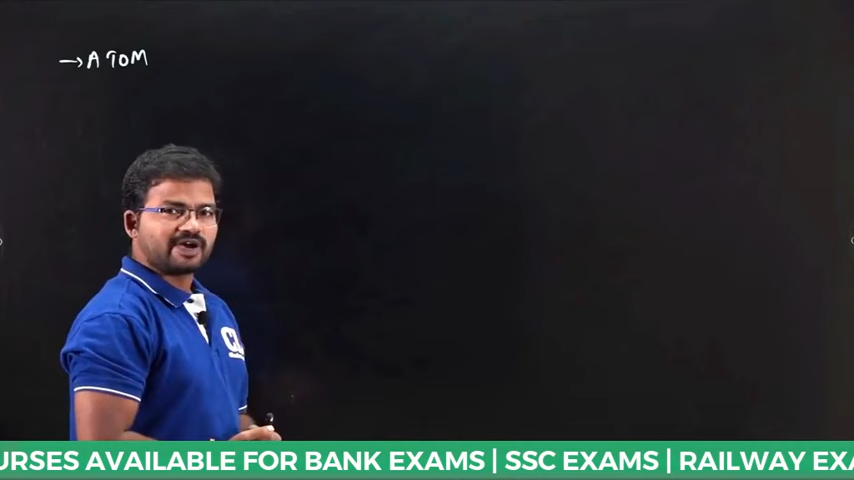 → ATOM
URSES AVAILABLE FOR BANK EXAMS | SSC EXAMS | RAILWAY EXA